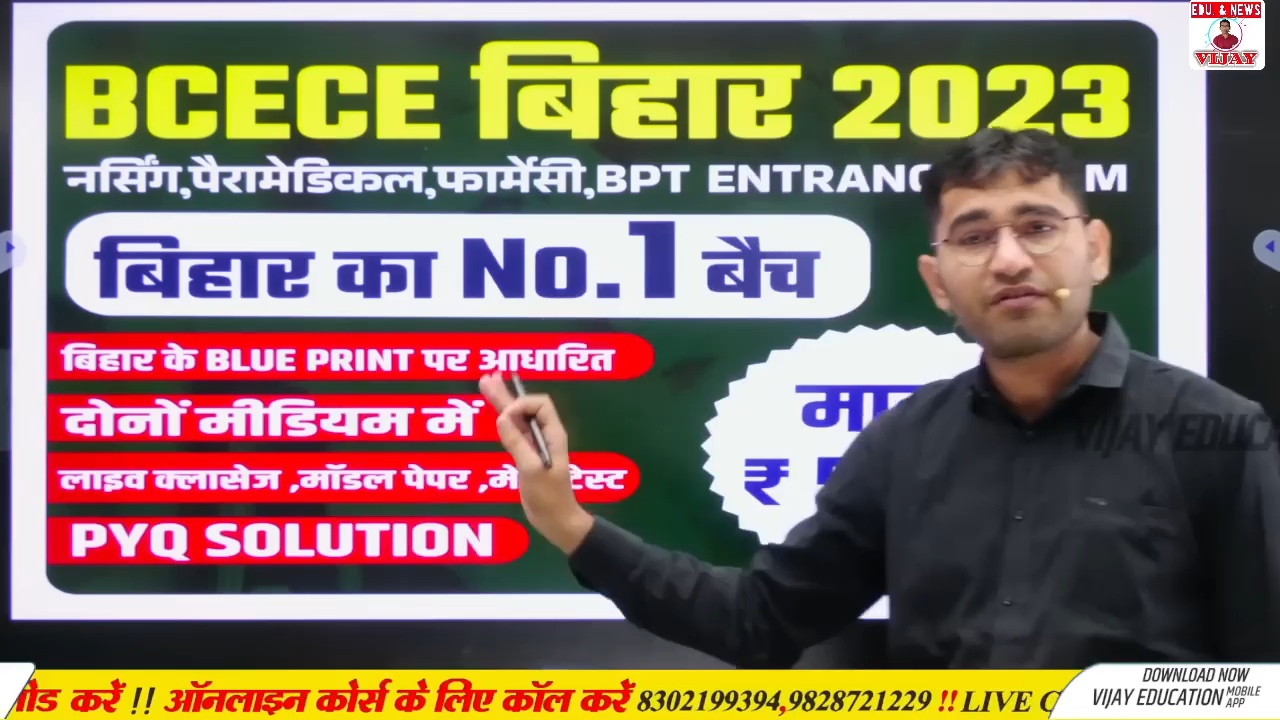 EDU. & NEWS
VIJAY
BCECE बिहार 2023
नर्सिंग,पैरामेडिकल,फार्मेसी,BPT
बिहार का No.1 बैच
बिहार के BLUE PRINT पर आधारित
दोनों मीडियम में
लाइव क्लासेज ,मॉडल पेपर
PYQ SOLUTION
₹
VIJAY
करें !! ऑनलाइन कोर्स के लिए कॉल करें 8302199394,9828721229 !! LIVE
DOWNLOAD NOW
VIJAY EDUCATION MOBILE APP